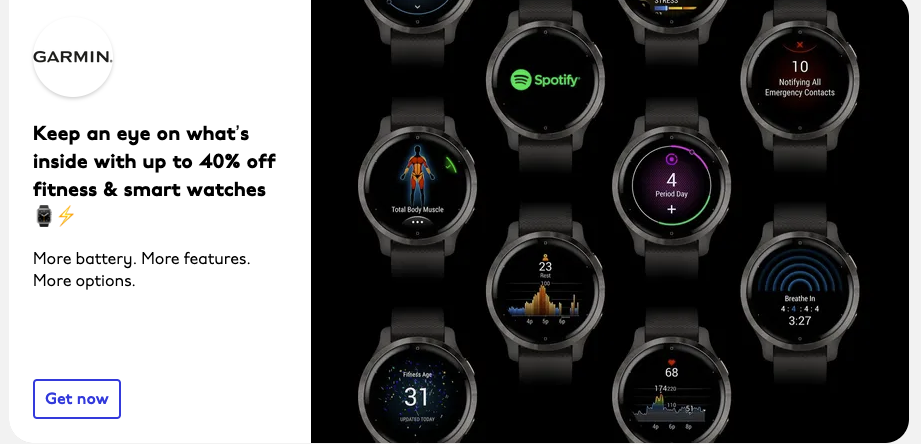 GARMIN.
Keep an eye on what's
inside with up to 40% off
fitness & smart watches
⌚⚡
More battery. More features.
More options.
Get now
STRESS
Spotify
10
Notifying All
Emergency Contacts
Total Body Muscle
4
Period Day
+
23
Rest
100
4p 5p 6p
Breathe In
4 : 4 : 4 : 4
3:27
Fitness Age
31
UPDATED TODAY
68
174 220
110 51
4p 6p 8p